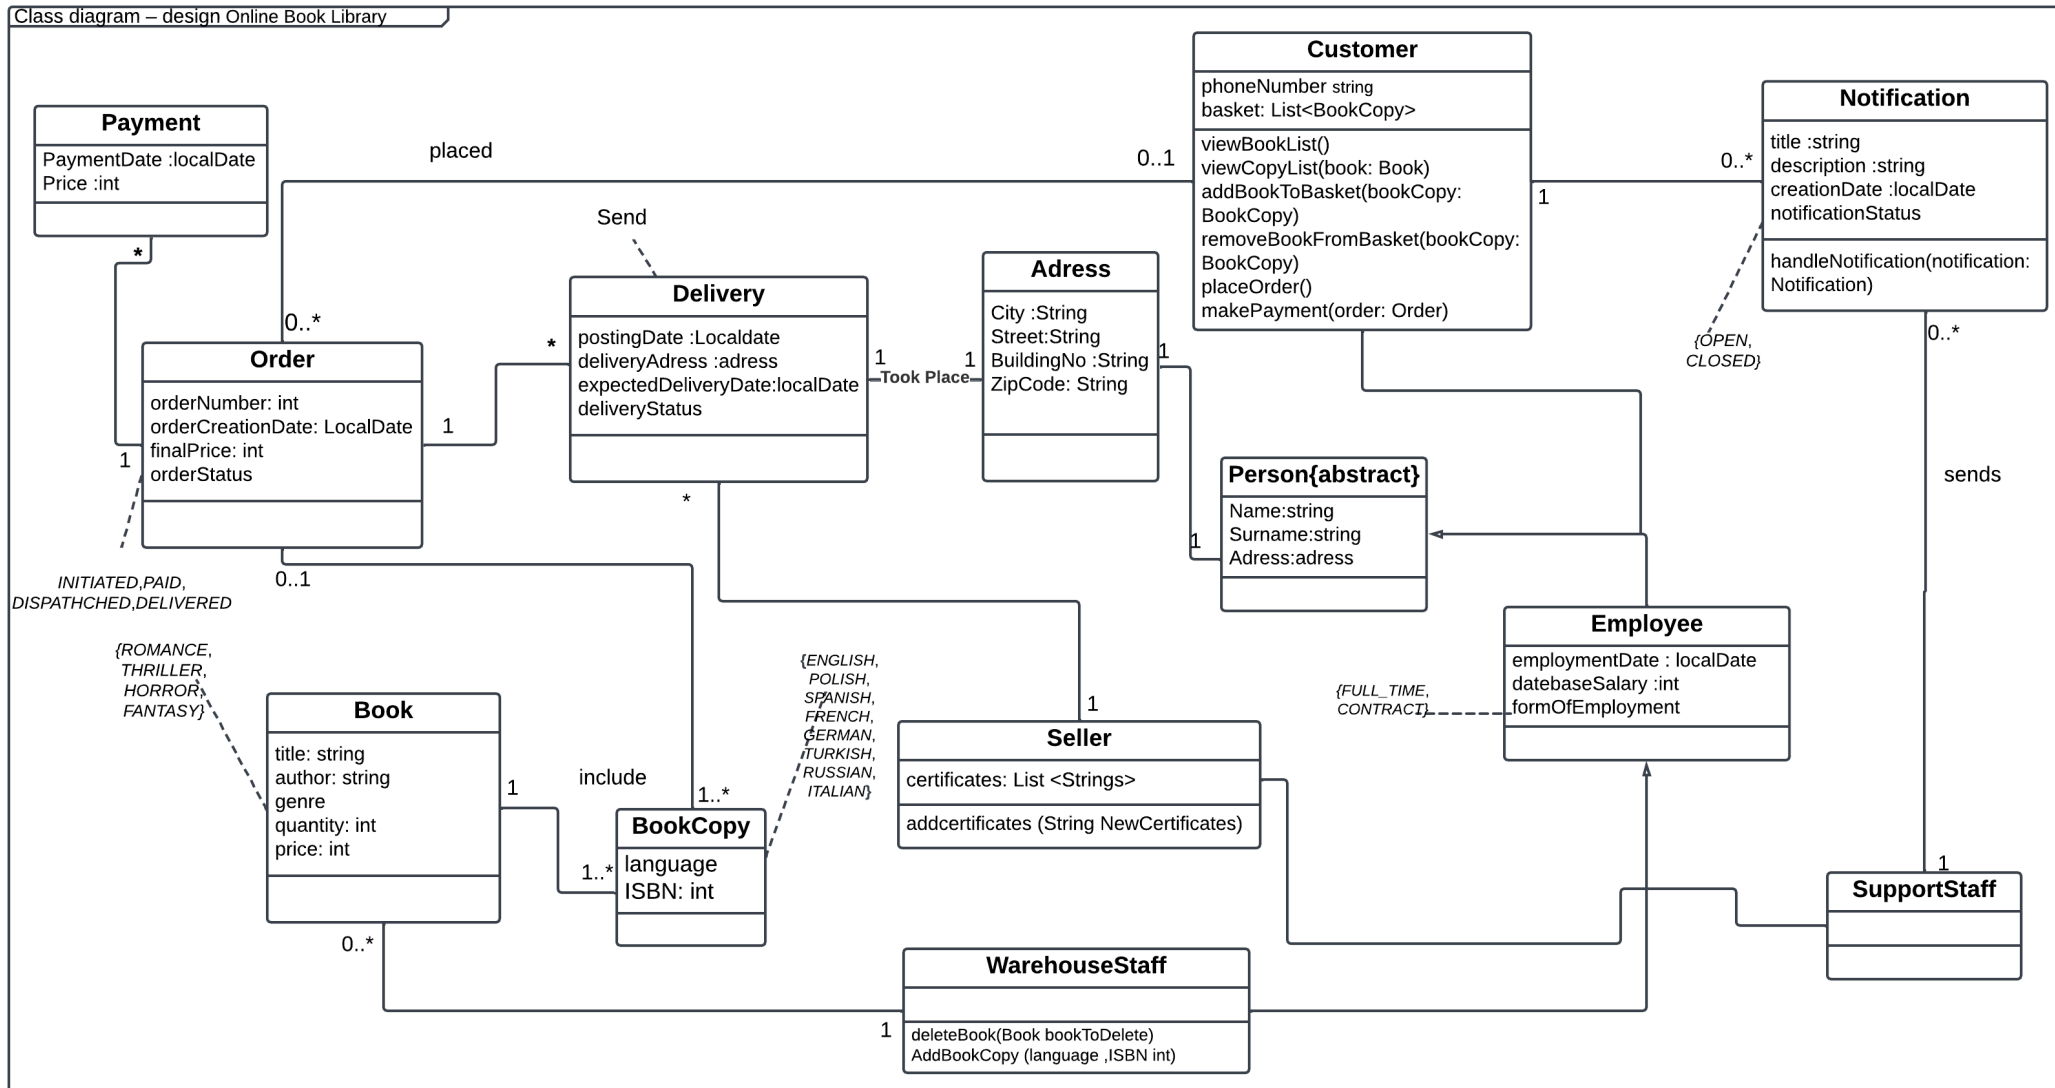 Class diagram – design Online Book Library
Payment
PaymentDate :localDate
Price :int
*
1
placed
0..1
0..*
Customer
phoneNumber string
basket: List<BookCopy>
viewBookList()
viewCopyList(book: Book)
addBookToBasket(bookCopy:
BookCopy)
removeBookFromBasket(bookCopy:
BookCopy)
placeOrder()
makePayment(order: Order)
1
0..*
Notification
title :string
description :string
creationDate :localDate
notificationStatus
handleNotification(notification:
Notification)
{OPEN,
CLOSED}
0..*
sends
1
Send
Delivery
postingDate :Localdate
deliveryAdress :adress
expectedDeliveryDate:localDate
deliveryStatus
1
Took Place
1
Adress
City :String
Street:String
BuildingNo :String
ZipCode: String
1
1
Order
orderNumber: int
orderCreationDate: LocalDate
finalPrice: int
orderStatus
1
*
INITIATED,PAID,
DISPATHCHED,DELIVERED
0..1
*
1
Person{abstract}
Name:string
Surname:string
Adress:adress
Employee
employmentDate : localDate
datebaseSalary :int
formOfEmployment
{FULL_TIME,
CONTRACT}
{ROMANCE,
THRILLER,
HORROR,
FANTASY}
Book
title: string
author: string
genre
quantity: int
price: int
1
include
1..*
1..*
BookCopy
language
ISBN: int
{ENGLISH,
POLISH,
SPANISH,
FRENCH,
GERMAN,
TURKISH,
RUSSIAN,
ITALIAN}
Seller
certificates: List <Strings>
addcertificates (String NewCertificates)
SupportStaff
0..*
1
WarehouseStaff
deleteBook(Book bookToDelete)
AddBookCopy (language ,ISBN int)